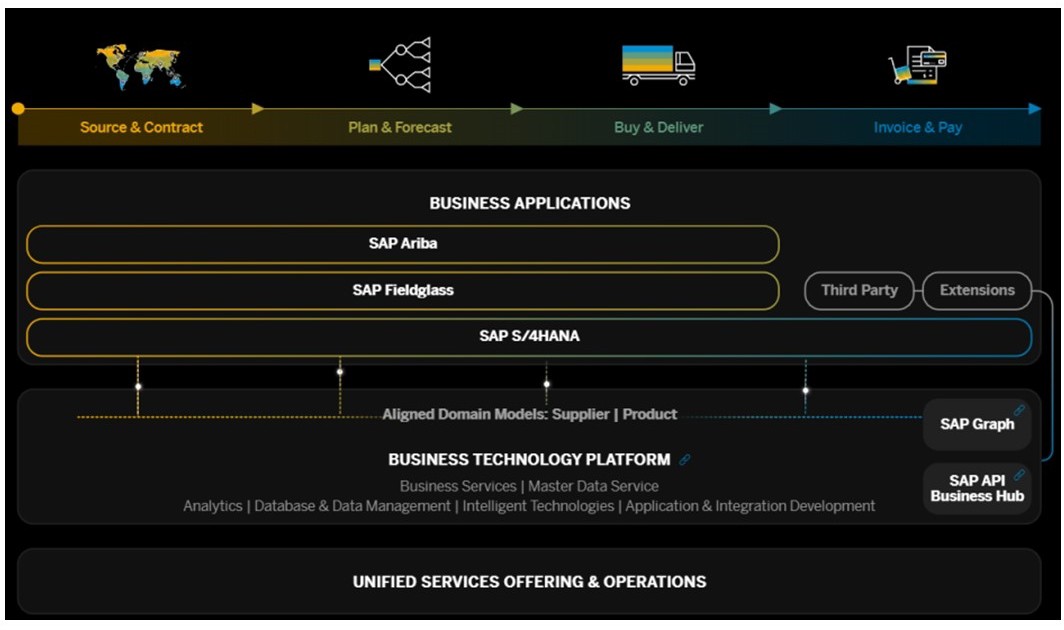 Source & Contract
Plan & Forecast
Buy & Deliver
Invoice & Pay
BUSINESS APPLICATIONS
SAP Ariba
SAP Fieldglass
Third Party
Extensions
SAP S/4HANA
Aligned Domain Models: Supplier | Product
SAP Graph
BUSINESS TECHNOLOGY PLATFORM
Business Services | Master Data Service
Analytics | Database & Data Management | Intelligent Technologies | Application & Integration Development
SAP API
Business Hub
UNIFIED SERVICES OFFERING & OPERATIONS